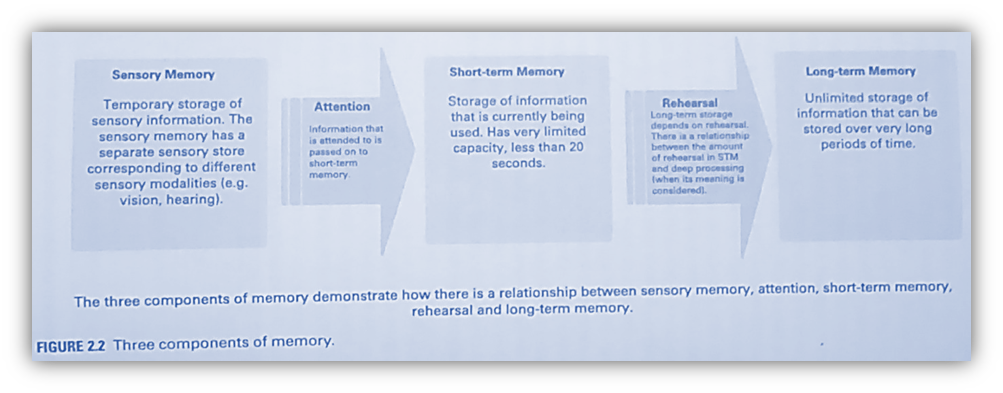 Sensory Memory
Temporary storage of
sensory information. The
sensory memory has a
separate sensory store
corresponding to different
sensory modalities (e.g.
vision, hearing).
Attention
Information that
is attended to is
passed on to
short-term
memory.
Short-term Memory
Storage of information
that is currently being
used. Has very limited
capacity, less than 20
seconds.
Rehearsal
Long-term storage
depends on rehearsal.
There is a relationship
between the amount
of rehearsal in STM
and deep processing
(when its meaning is
considered).
Long-term Memory
Unlimited storage of
information that can be
stored over very long
periods of time.
The three components of memory demonstrate how there is a relationship between sensory memory, attention, short-term memory,
rehearsal and long-term memory.
FIGURE 2.2 Three components of memory.